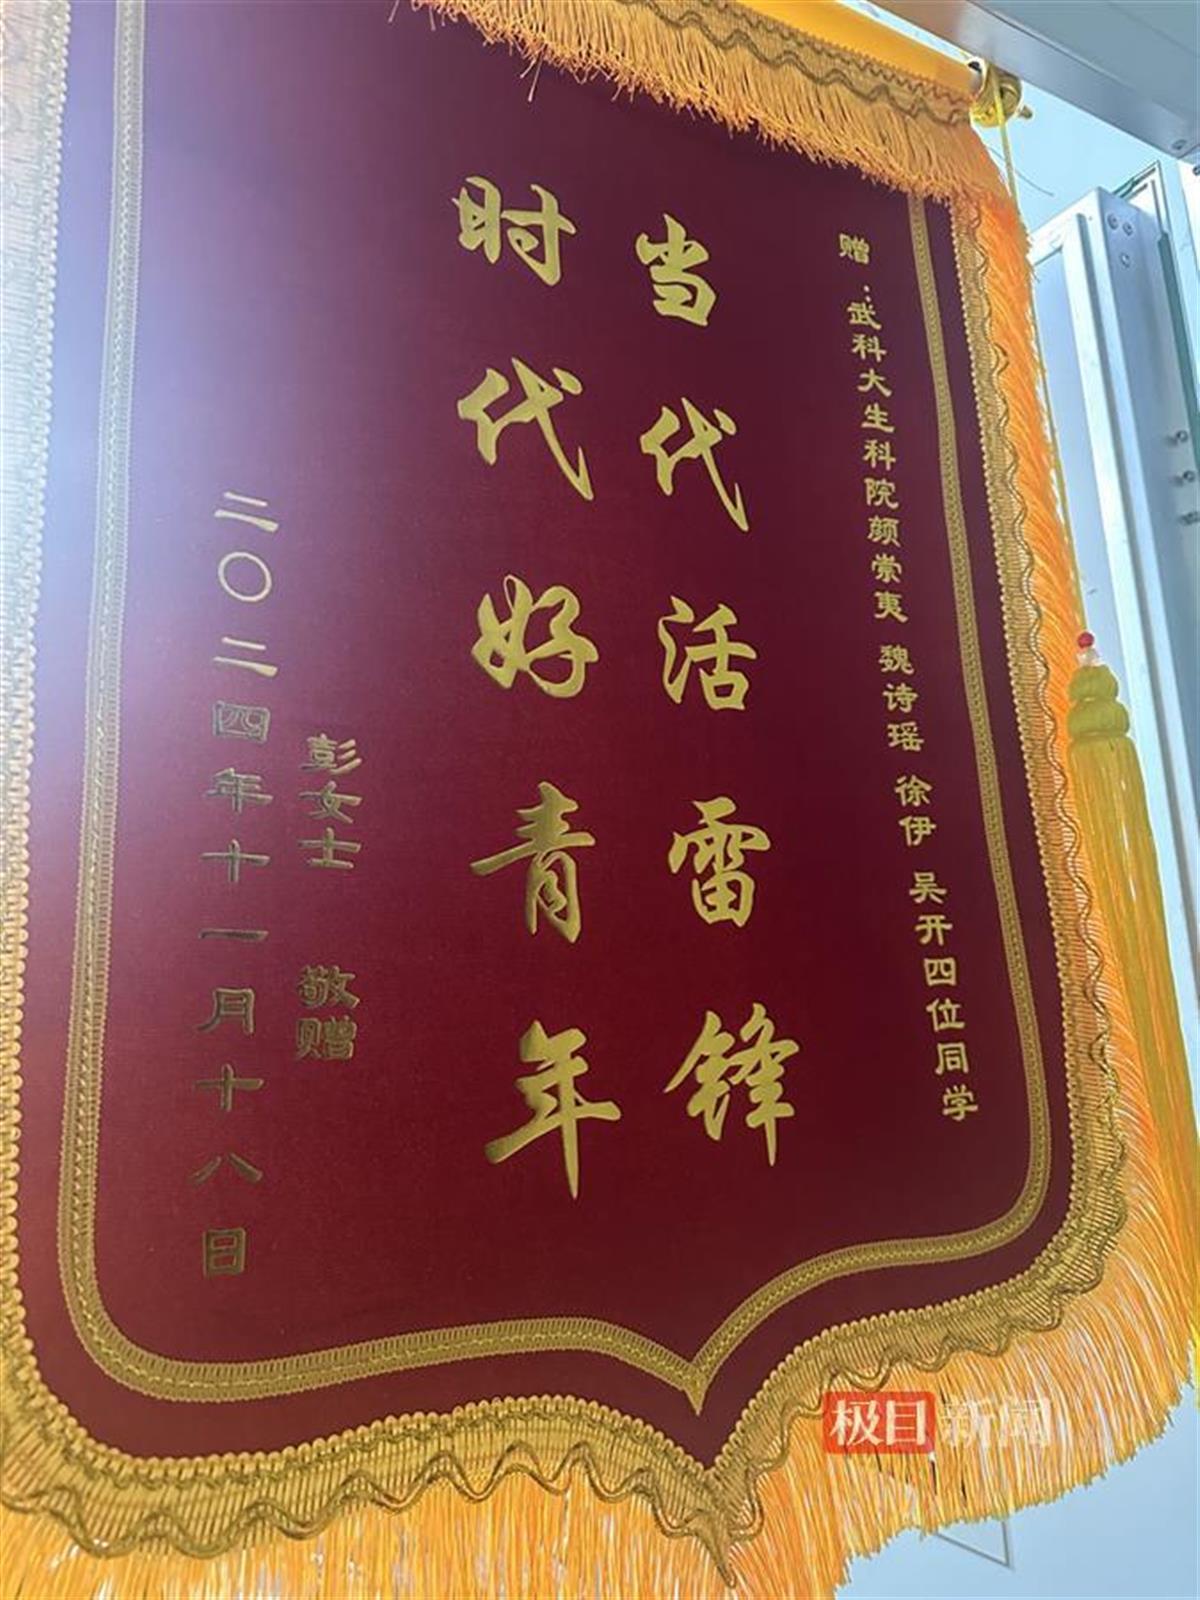 赠：武科大生科院颜崇夷 魏诗瑶 徐伊 吴开四位同学
当代活雷锋
时代好青年
彭女士 敬赠
二〇二四年十一月十八日
极目新闻